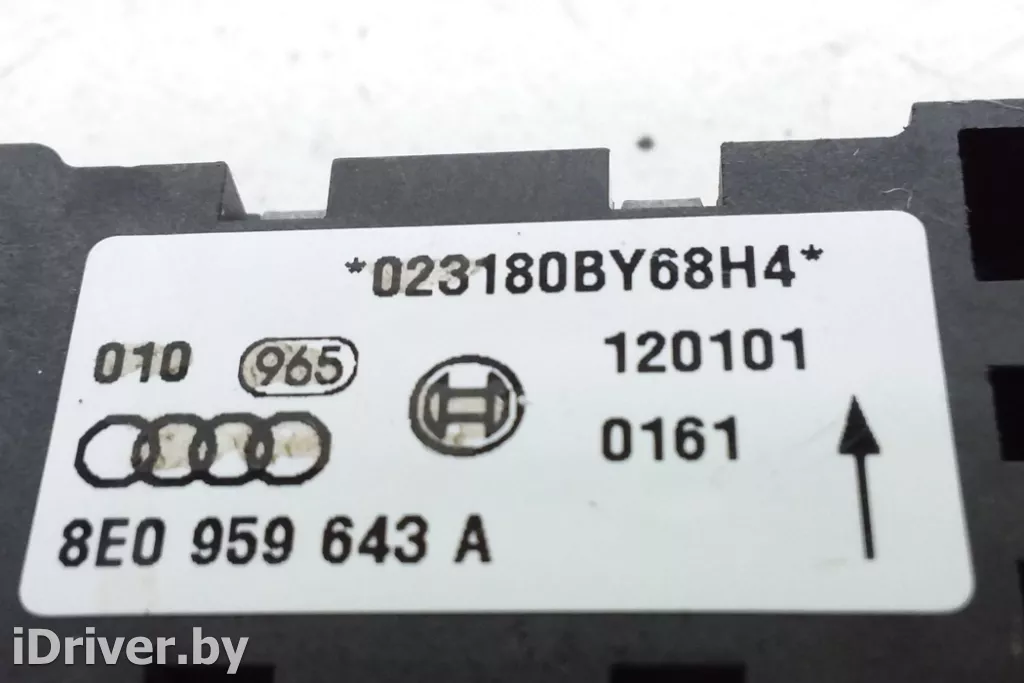 *023180BY68H4*
010 965 120101
0161
8E0 959 643 A
iDriver.by